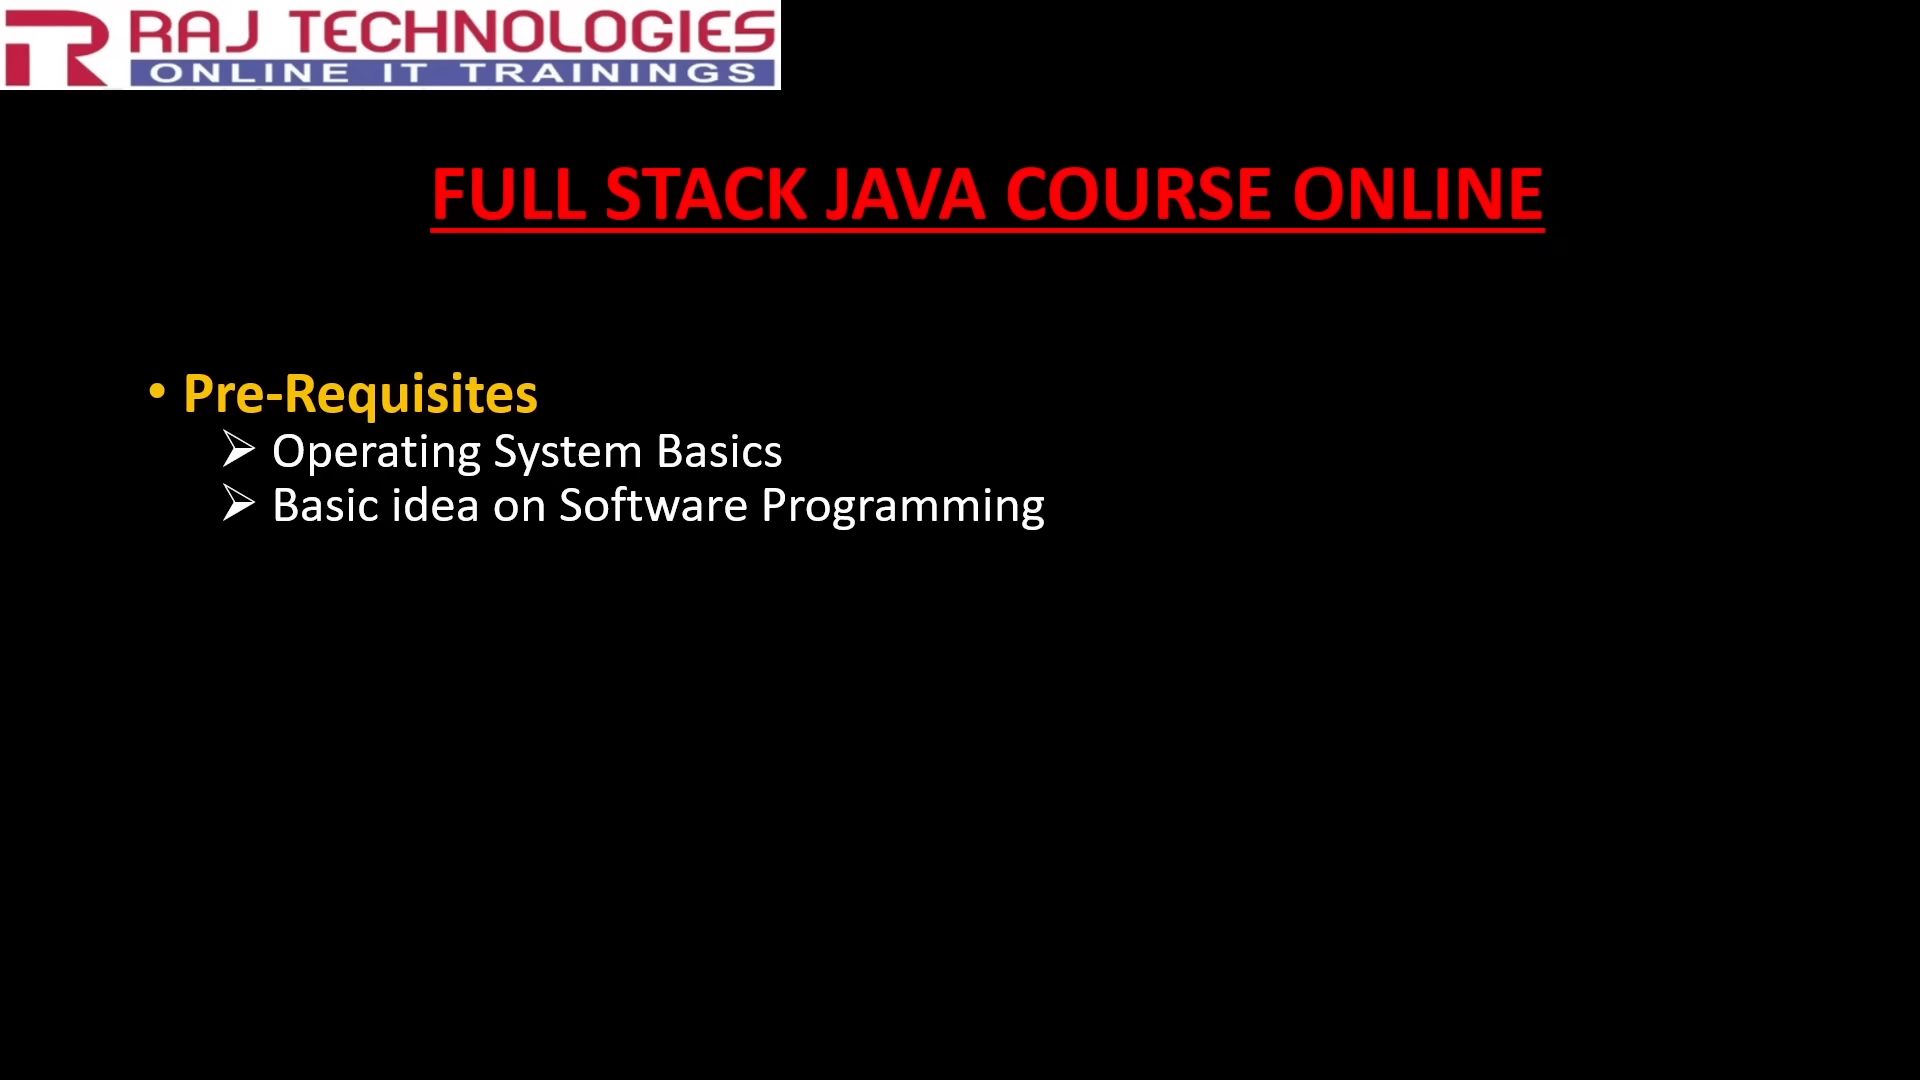 RAJ TECHNOLOGIES
ONLINE IT TRAININGS
FULL STACK JAVA COURSE ONLINE
• Pre-Requisites
➢ Operating System Basics
➢ Basic idea on Software Programming